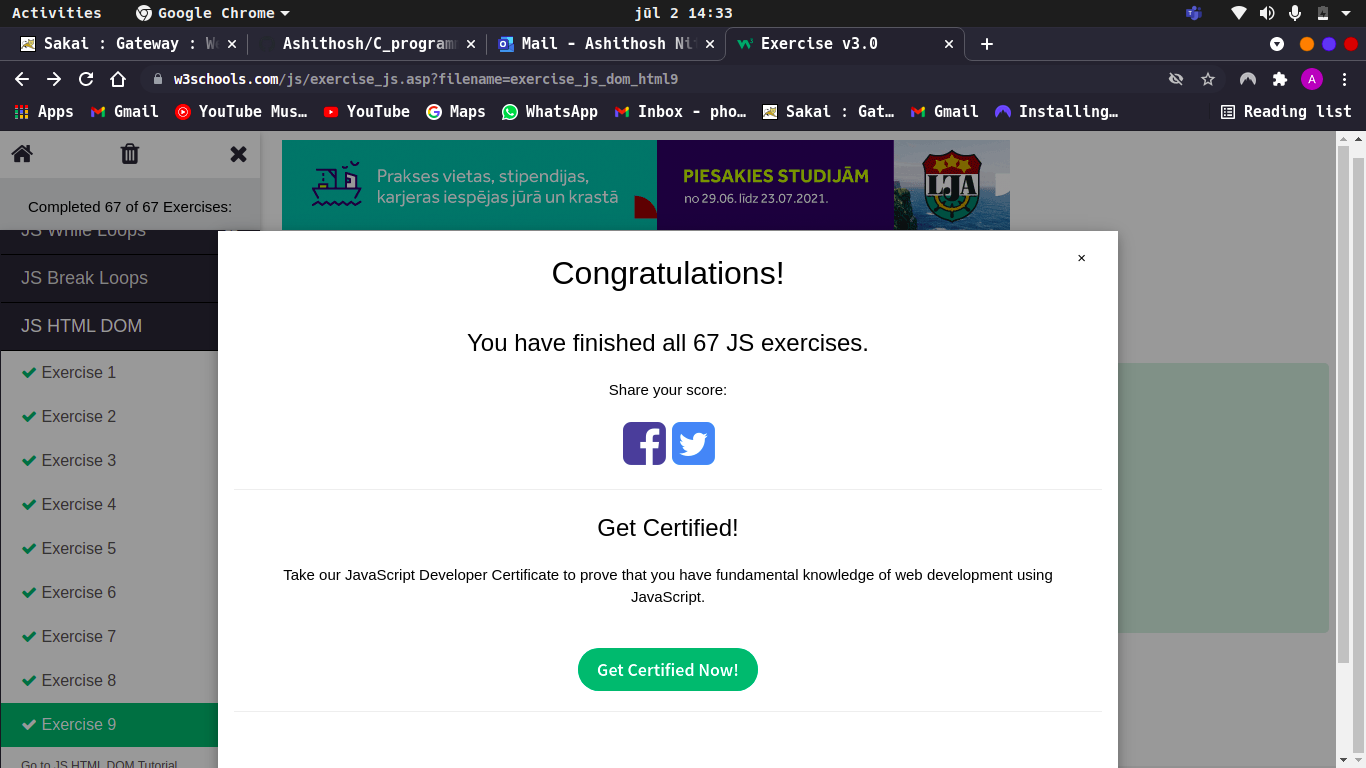 Activities
Google Chrome
jūl 2 14:33
Sakai : Gateway : We
Ashithosh/C_programm
Mail - Ashithosh Nit
Exercise v3.0
w3schools.com/js/exercise_js.asp?filename=exercise_js_dom_html9
A
Apps
Gmail
YouTube Mus…
YouTube
Maps
WhatsApp
Inbox - pho…
Sakai : Gat…
Gmail
Installing…
Reading list
Prakses vietas, stipendijas,
karjeras iespējas jūrā un krastā
PIESAKIES STUDIJĀM
no 29.06. līdz 23.07.2021.
LJA
Completed 67 of 67 Exercises:
JS While Loops
JS Break Loops
JS HTML DOM
Exercise 1
Exercise 2
Exercise 3
Exercise 4
Exercise 5
Exercise 6
Exercise 7
Exercise 8
Exercise 9
Go to JS HTML DOM Tutorial
×
Congratulations!
You have finished all 67 JS exercises.
Share your score:
Get Certified!
Take our JavaScript Developer Certificate to prove that you have fundamental knowledge of web development using
JavaScript.
Get Certified Now!